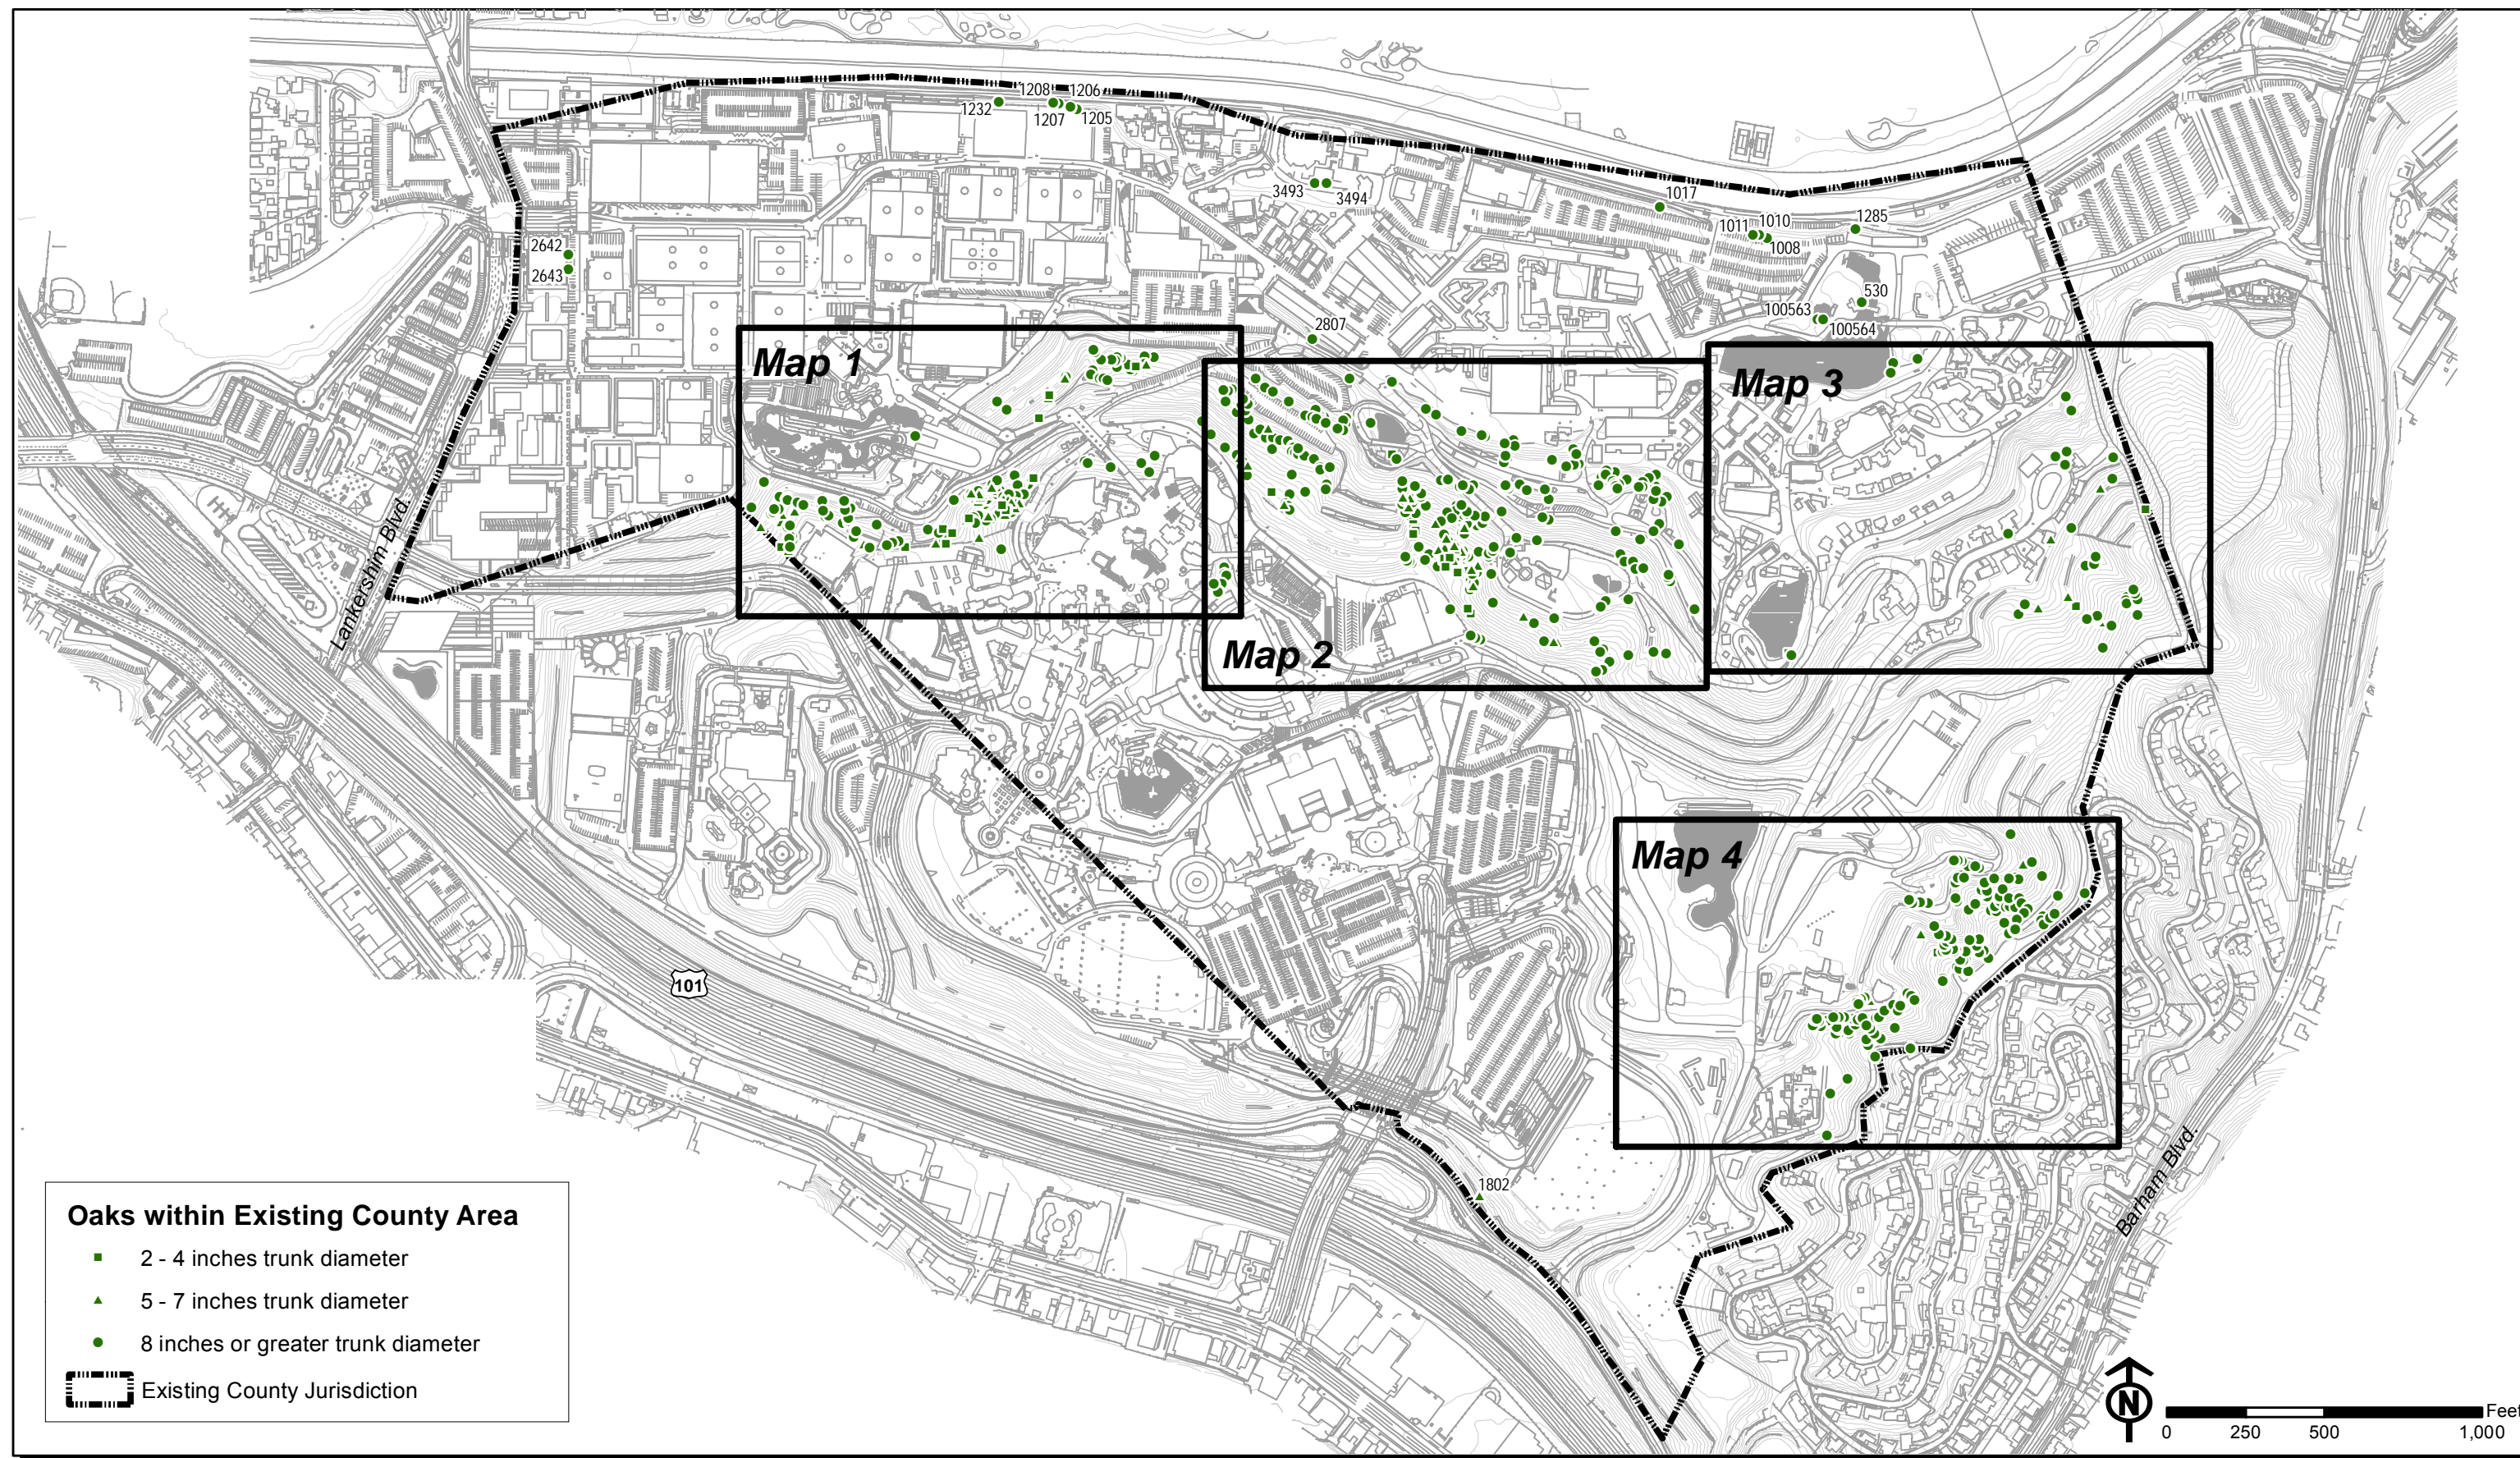 1208 1206
1232
1207 1205
3493 3494
1017
1011 1010
1008
1285
2642
2643
530
100563
100564
2807
Map 1
Map 2
Map 3
Map 4
Lankershim Blvd.
101
1802
Barham Blvd.
Oaks within Existing County Area
2 - 4 inches trunk diameter
5 - 7 inches trunk diameter
8 inches or greater trunk diameter
Existing County Jurisdiction
N
Feet
0 250 500 1,000